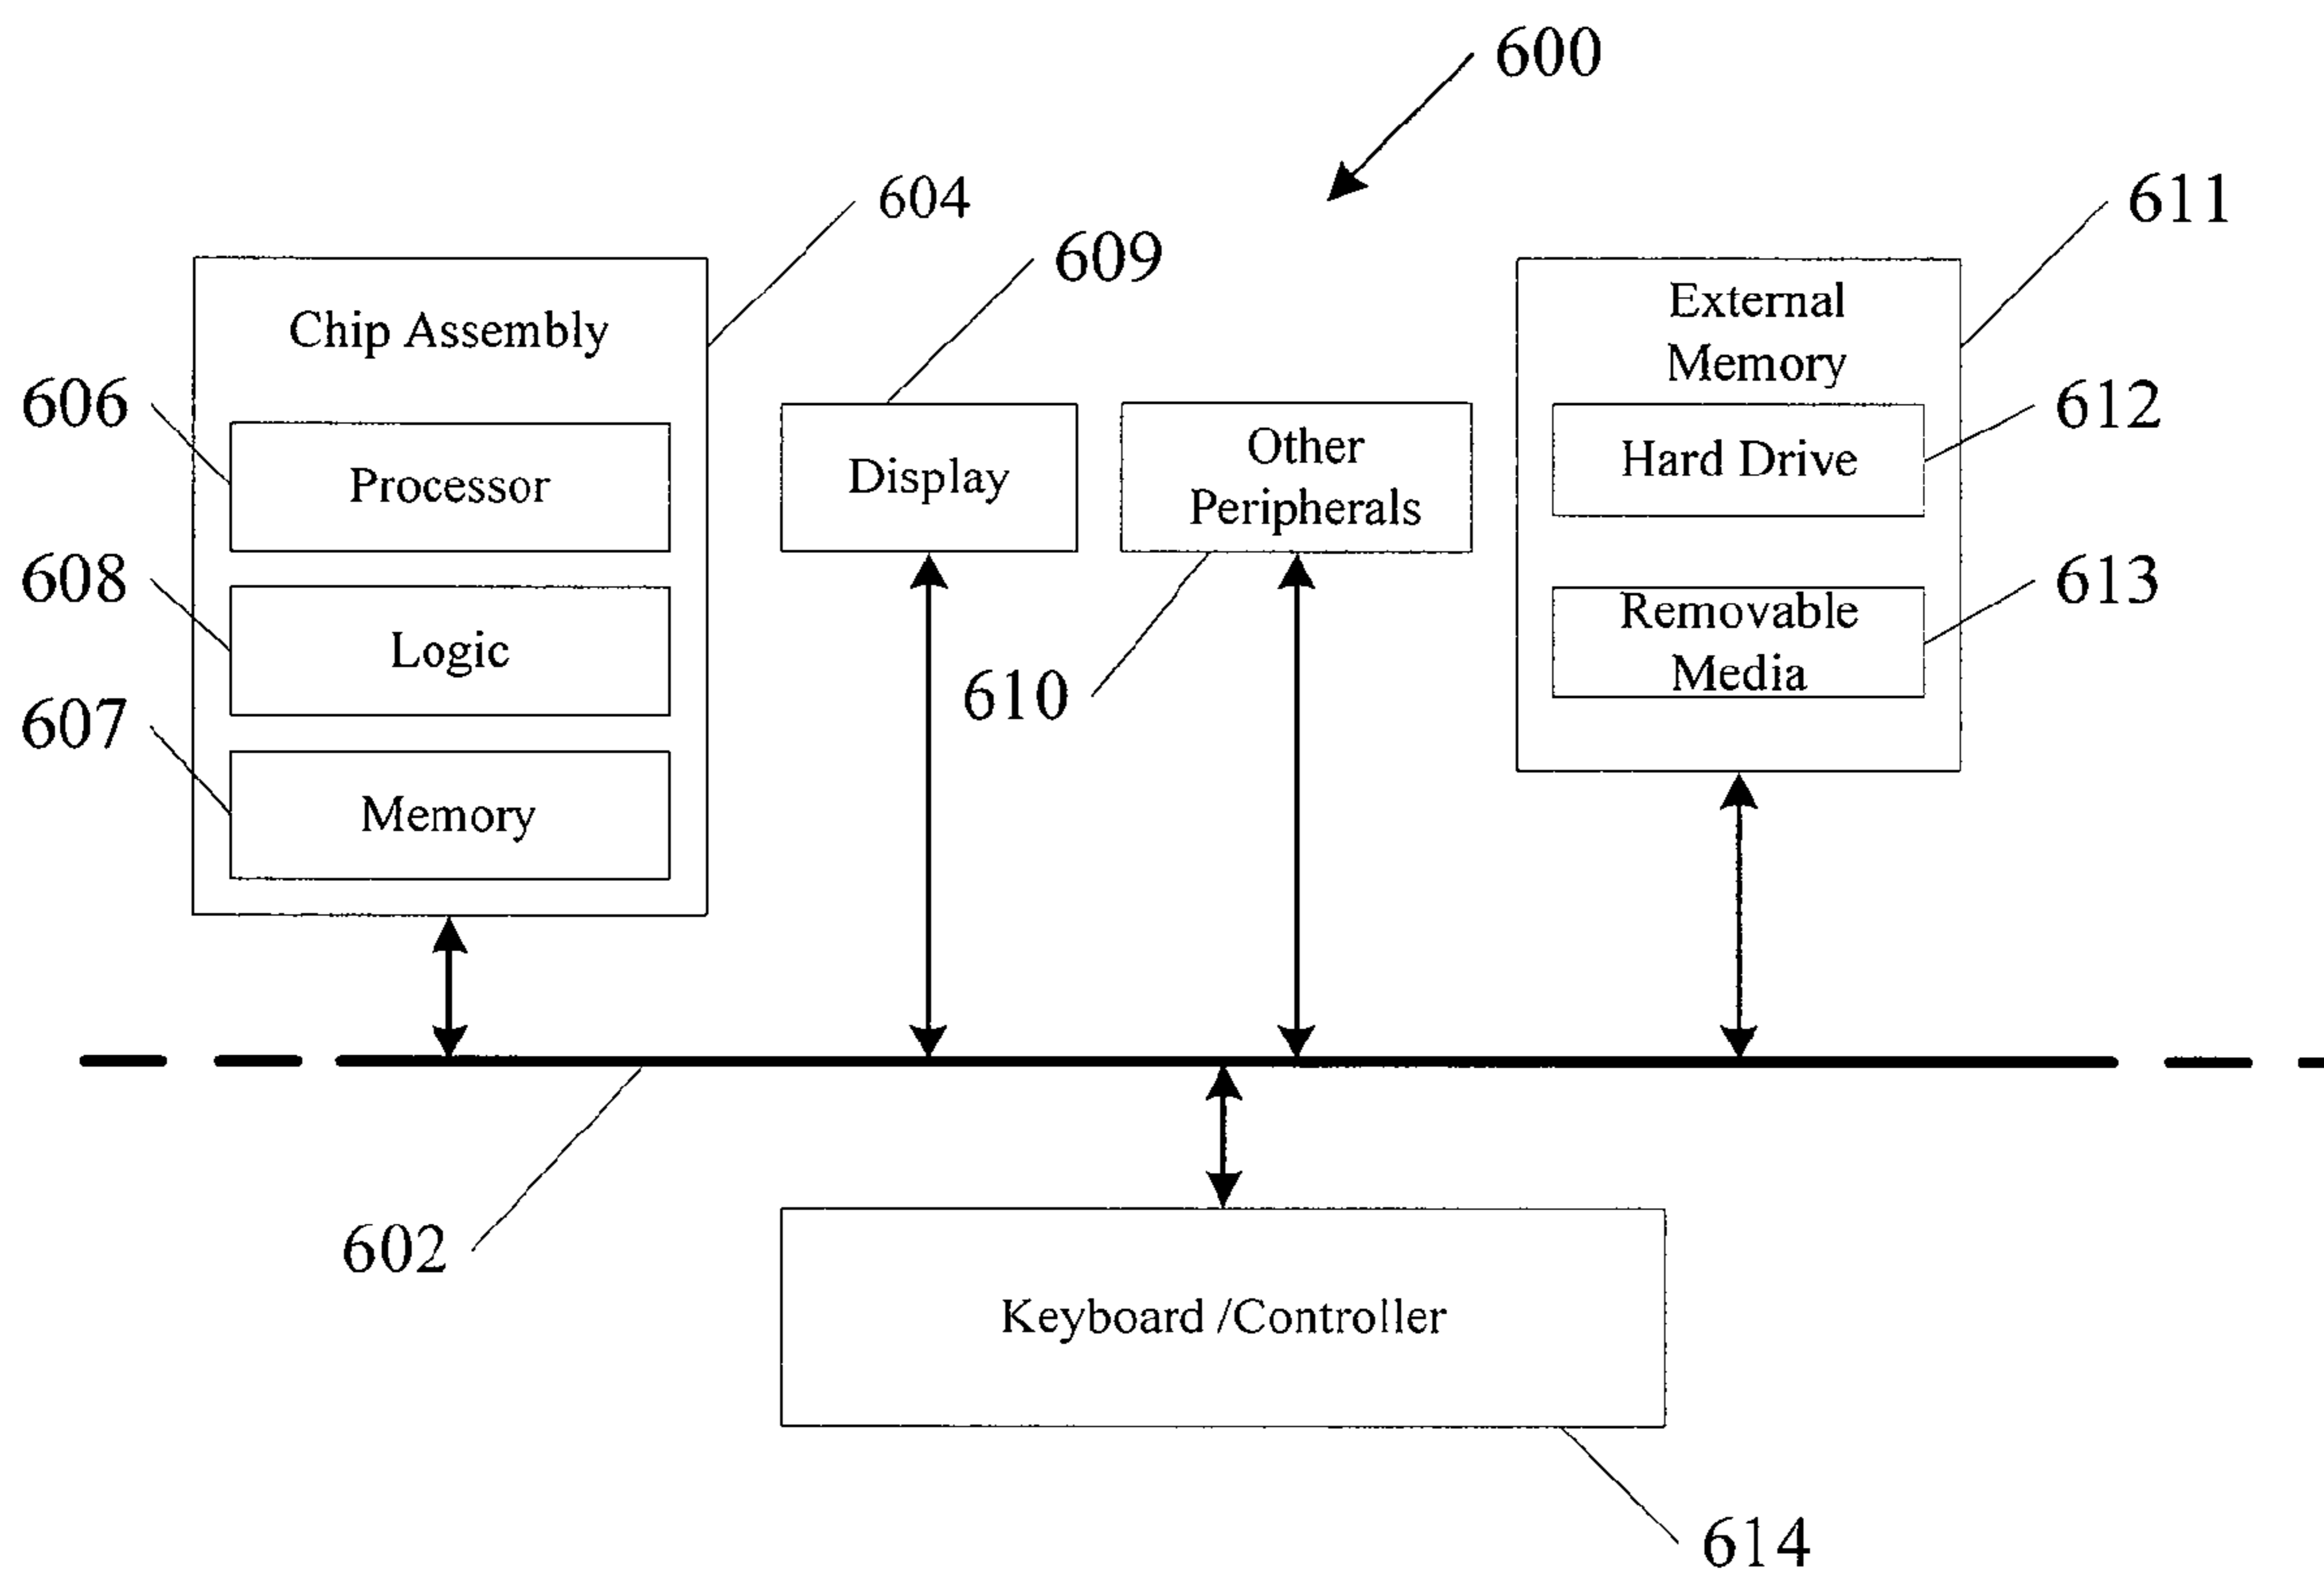 600
604
609
611
Chip Assembly
External
Memory
606
612
Processor
Display
Other
Peripherals
Hard Drive
608
613
Logic
Removable
Media
610
607
Memory
602
Keyboard /Controller
614